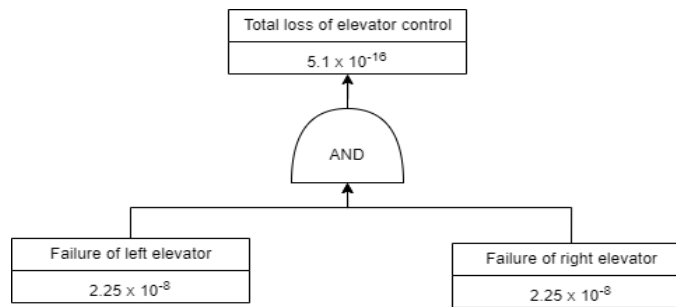 Total loss of elevator control
5.1 x 10⁻¹⁶
AND
Failure of left elevator
2.25 x 10⁻⁸
Failure of right elevator
2.25 x 10⁻⁸